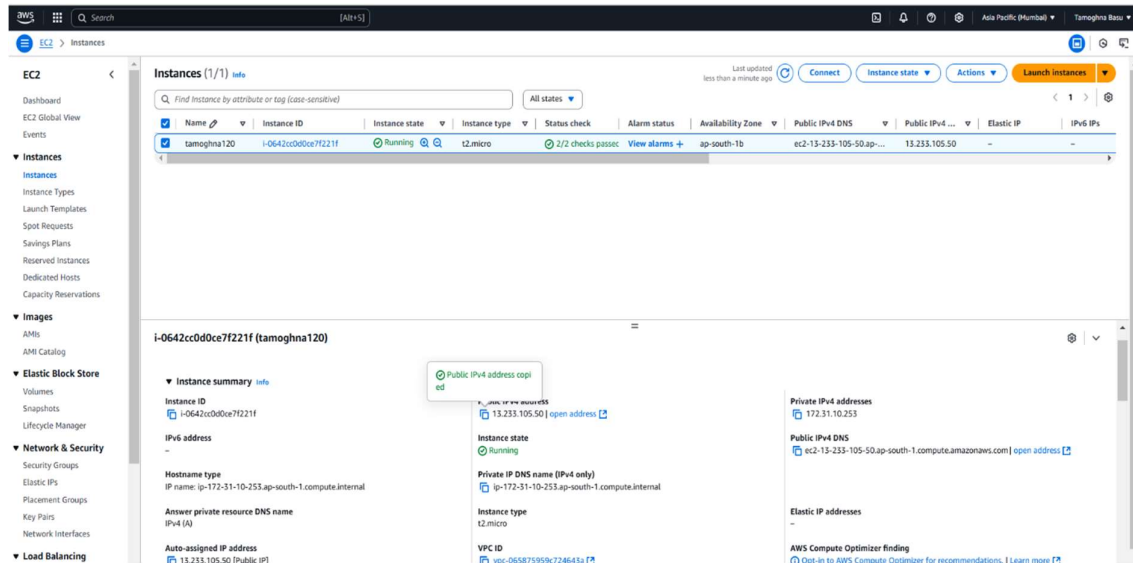 aws Search [Alt+S] Asia Pacific (Mumbai) Tamoghna Basu
EC2 > Instances
EC2
Dashboard
EC2 Global View
Events
Instances
Instances
Instance Types
Launch Templates
Spot Requests
Savings Plans
Reserved Instances
Dedicated Hosts
Capacity Reservations
Images
AMIs
AMI Catalog
Elastic Block Store
Volumes
Snapshots
Lifecycle Manager
Network & Security
Security Groups
Elastic IPs
Placement Groups
Key Pairs
Network Interfaces
Load Balancing
Instances (1/1) Info
Last updated
less than a minute ago
Connect Instance state Actions Launch instances
Find Instance by attribute or tag (case-sensitive) All states 1
Name Instance ID Instance state Instance type Status check Alarm status Availability Zone Public IPv4 DNS Public IPv4 ... Elastic IP IPv6 IPs
tamoghna120 i-0642cc0d0ce7f221f Running t2.micro 2/2 checks passec View alarms + ap-south-1b ec2-13-233-105-50.ap-... 13.233.105.50 – –
i-0642cc0d0ce7f221f (tamoghna120)
Public IPv4 address copi
ed
Instance summary Info
Instance ID
i-0642cc0d0ce7f221f
Public IPv4 address
13.233.105.50 | open address
Private IPv4 addresses
172.31.10.253
IPv6 address
–
Instance state
Running
Public IPv4 DNS
ec2-13-233-105-50.ap-south-1.compute.amazonaws.com | open address
Hostname type
IP name: ip-172-31-10-253.ap-south-1.compute.internal
Private IP DNS name (IPv4 only)
ip-172-31-10-253.ap-south-1.compute.internal
Answer private resource DNS name
IPv4 (A)
Instance type
t2.micro
Elastic IP addresses
–
Auto-assigned IP address
13.233.105.50 [Public IP]
VPC ID
vpc-065875959c724643a
AWS Compute Optimizer finding
Opt-in to AWS Compute Optimizer for recommendations. | Learn more